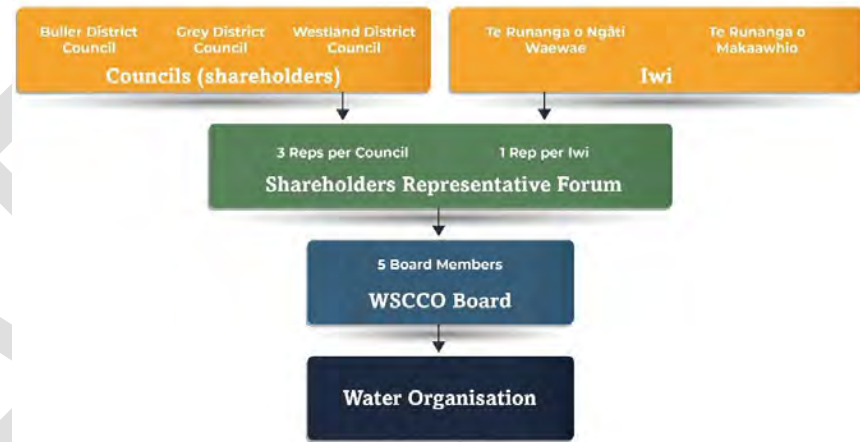 Buller District
Council
Grey District
Council
Westland District
Council
Councils (shareholders)
Te Runanga o Ngāti
Waewae
Te Runanga o
Makaawhio
Iwi
3 Reps per Council
1 Rep per Iwi
Shareholders Representative Forum
5 Board Members
WSCCO Board
Water Organisation